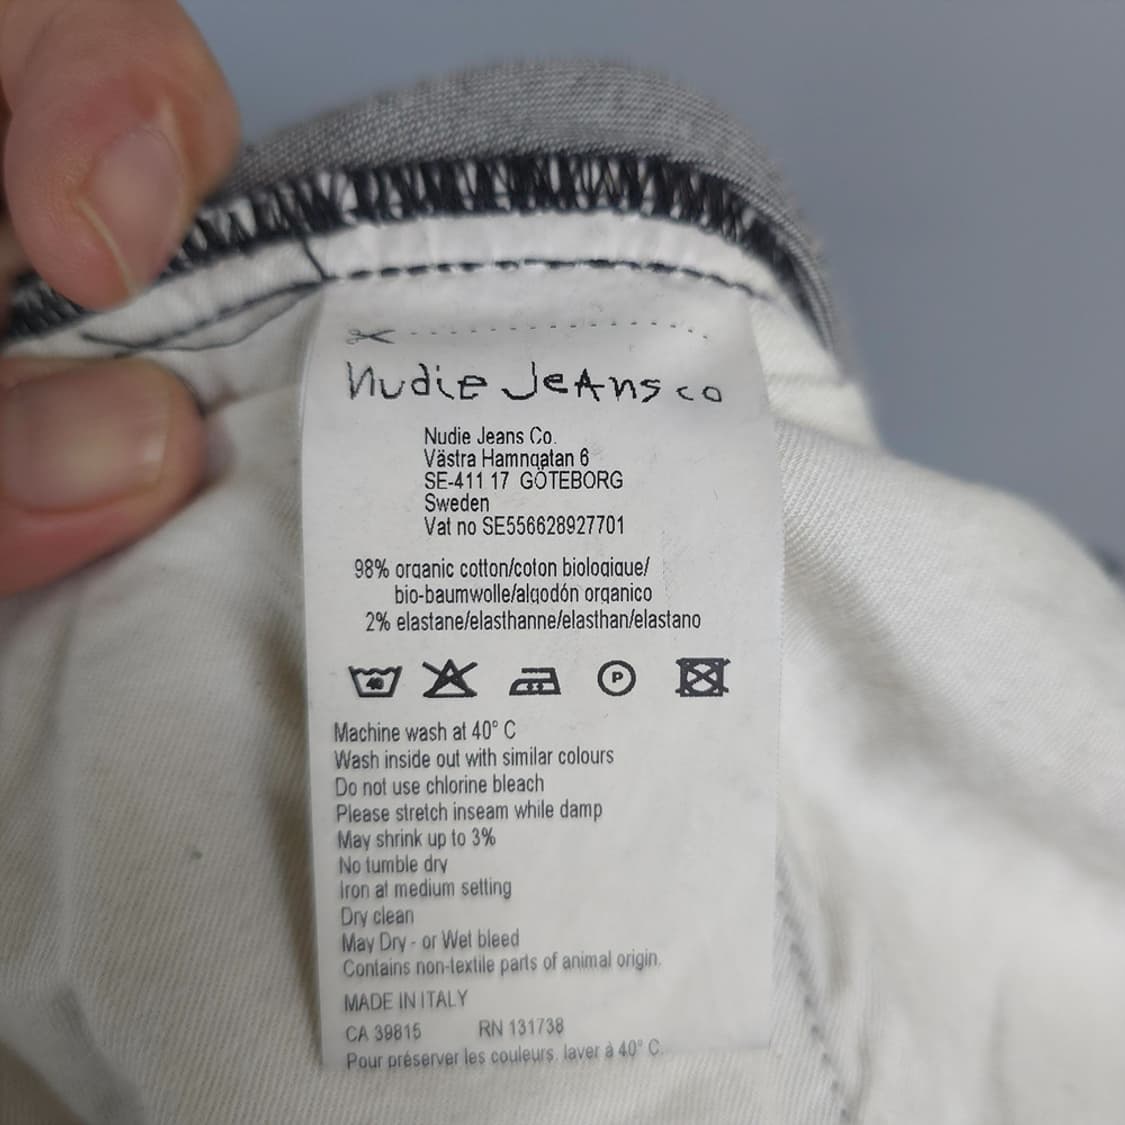 Nudie Jeans co
Nudie Jeans Co.
Västra Hamngatan 6
SE-411 17 GÖTEBORG
Sweden
Vat no SE556628927701
98% organic cotton/coton biologique/
bio-baumwolle/algodón organico
2% elastane/elasthanne/elasthan/elastano
40 P
Machine wash at 40° C
Wash inside out with similar colours
Do not use chlorine bleach
Please stretch inseam while damp
May shrink up to 3%
No tumble dry
Iron at medium setting
Dry clean
May Dry - or Wet bleed
Contains non-textile parts of animal origin.
MADE IN ITALY
CA 39815 RN 131738
Pour préserver les couleurs, laver à 40° C.